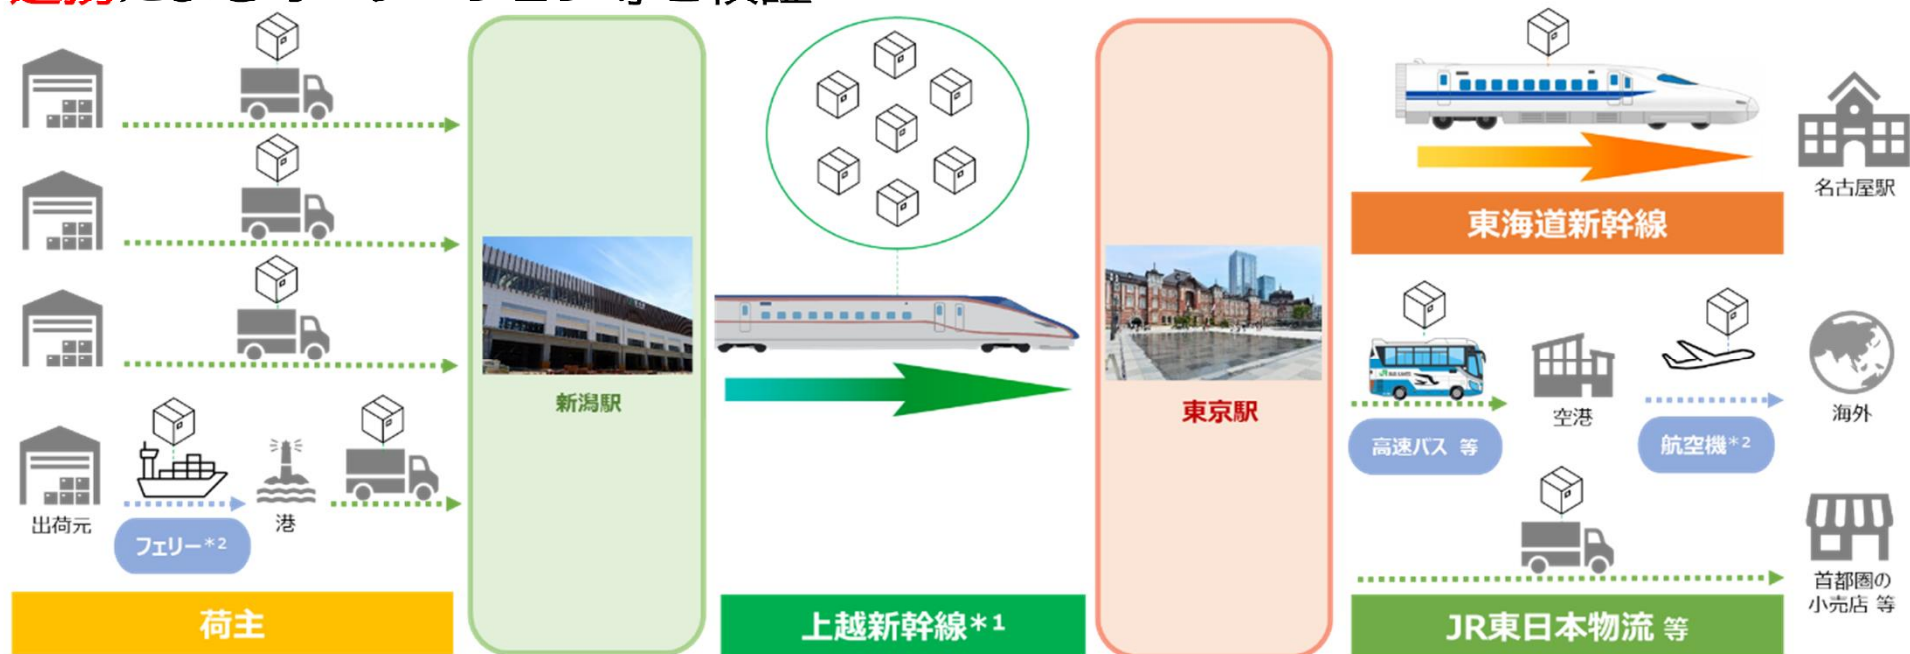 名古屋駅
東海道新幹線
新潟駅
東京駅
空港
海外
高速バス 等
航空機*2
出荷元
港
フェリー*2
首都圏の
小売店 等
荷主
上越新幹線*1
JR東日本物流 等